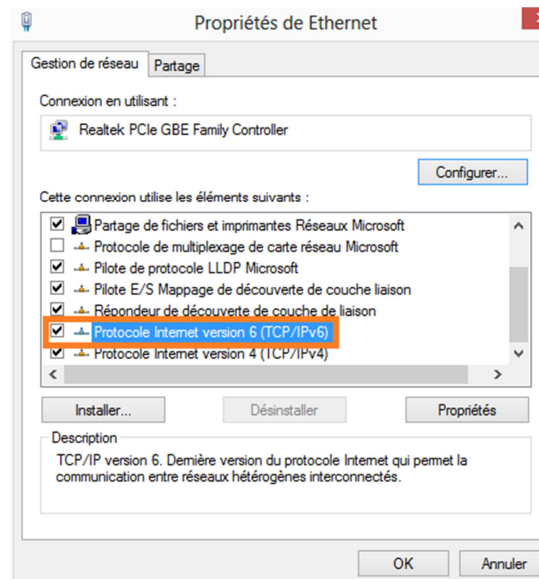 Propriétés de Ethernet
Gestion de réseau Partage
Connexion en utilisant :
Realtek PCIe GBE Family Controller
Configurer...
Cette connexion utilise les éléments suivants :
Partage de fichiers et imprimantes Réseaux Microsoft
Protocole de multiplexage de carte réseau Microsoft
Pilote de protocole LLDP Microsoft
Pilote E/S Mappage de découverte de couche liaison
Répondeur de découverte de couche de liaison
Protocole Internet version 6 (TCP/IPv6)
Protocole Internet version 4 (TCP/IPv4)
Installer... Désinstaller Propriétés
Description
TCP/IP version 6. Dernière version du protocole Internet qui permet la
communication entre réseaux hétérogènes interconnectés.
OK Annuler